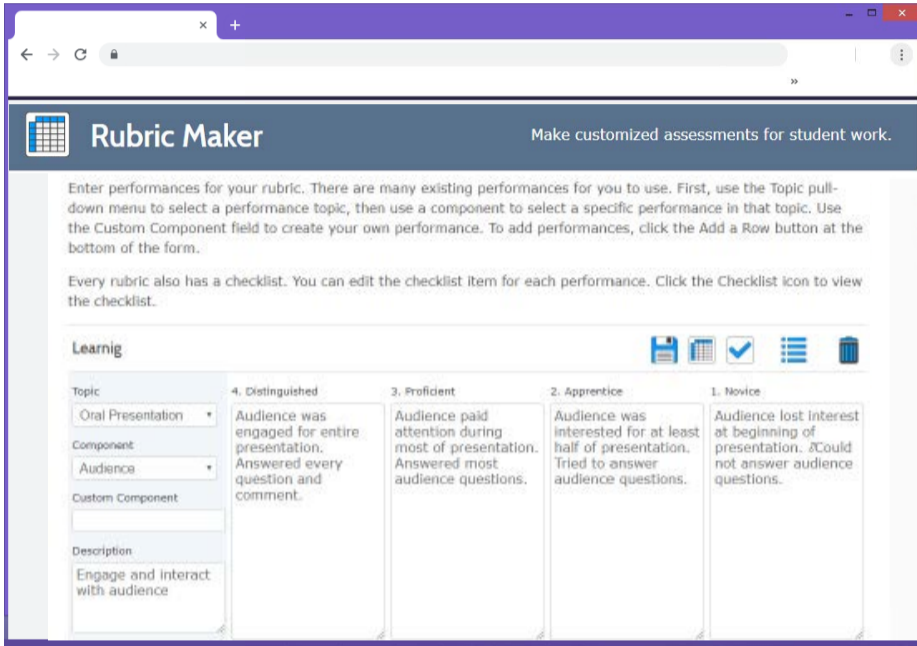 Rubric Maker
Make customized assessments for student work.
Enter performances for your rubric. There are many existing performances for you to use. First, use the Topic pull-
down menu to select a performance topic, then use a component to select a specific performance in that topic. Use
the Custom Component field to create your own performance. To add performances, click the Add a Row button at the
bottom of the form.
Every rubric also has a checklist. You can edit the checklist item for each performance. Click the Checklist icon to view
the checklist.
Learnig
Topic
Oral Presentation
Component
Audience
Custom Component
Description
Engage and interact
with audience
4. Distinguished
Audience was
engaged for entire
presentation.
Answered every
question and
comment.
3. Proficient
Audience paid
attention during
most of presentation.
Answered most
audience questions.
2. Apprentice
Audience was
interested for at least
half of presentation.
Tried to answer
audience questions.
1. Novice
Audience lost interest
at beginning of
presentation. Could
not answer audience
questions.